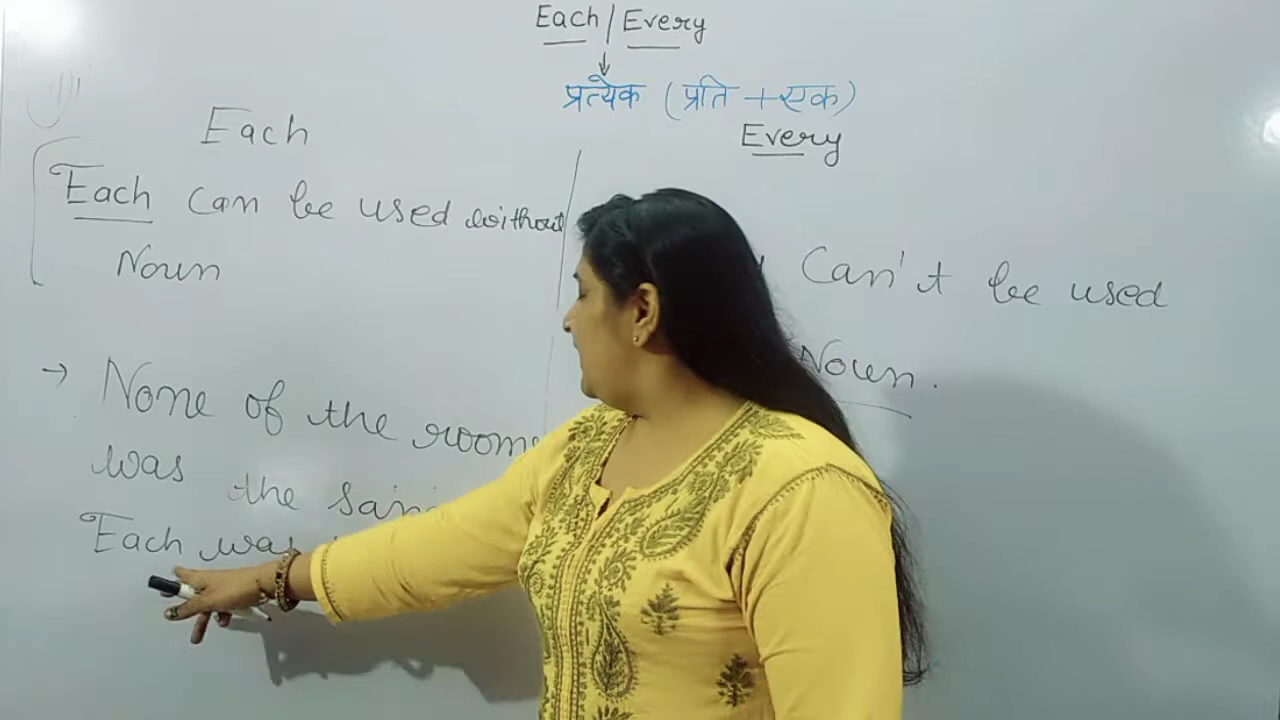 Each/Every
↓
प्रत्येक (प्रति + एक)
Each
Every
Each can be used without
Noun
Can't be used
Noun.
→ None of the rooms
was the
Each was